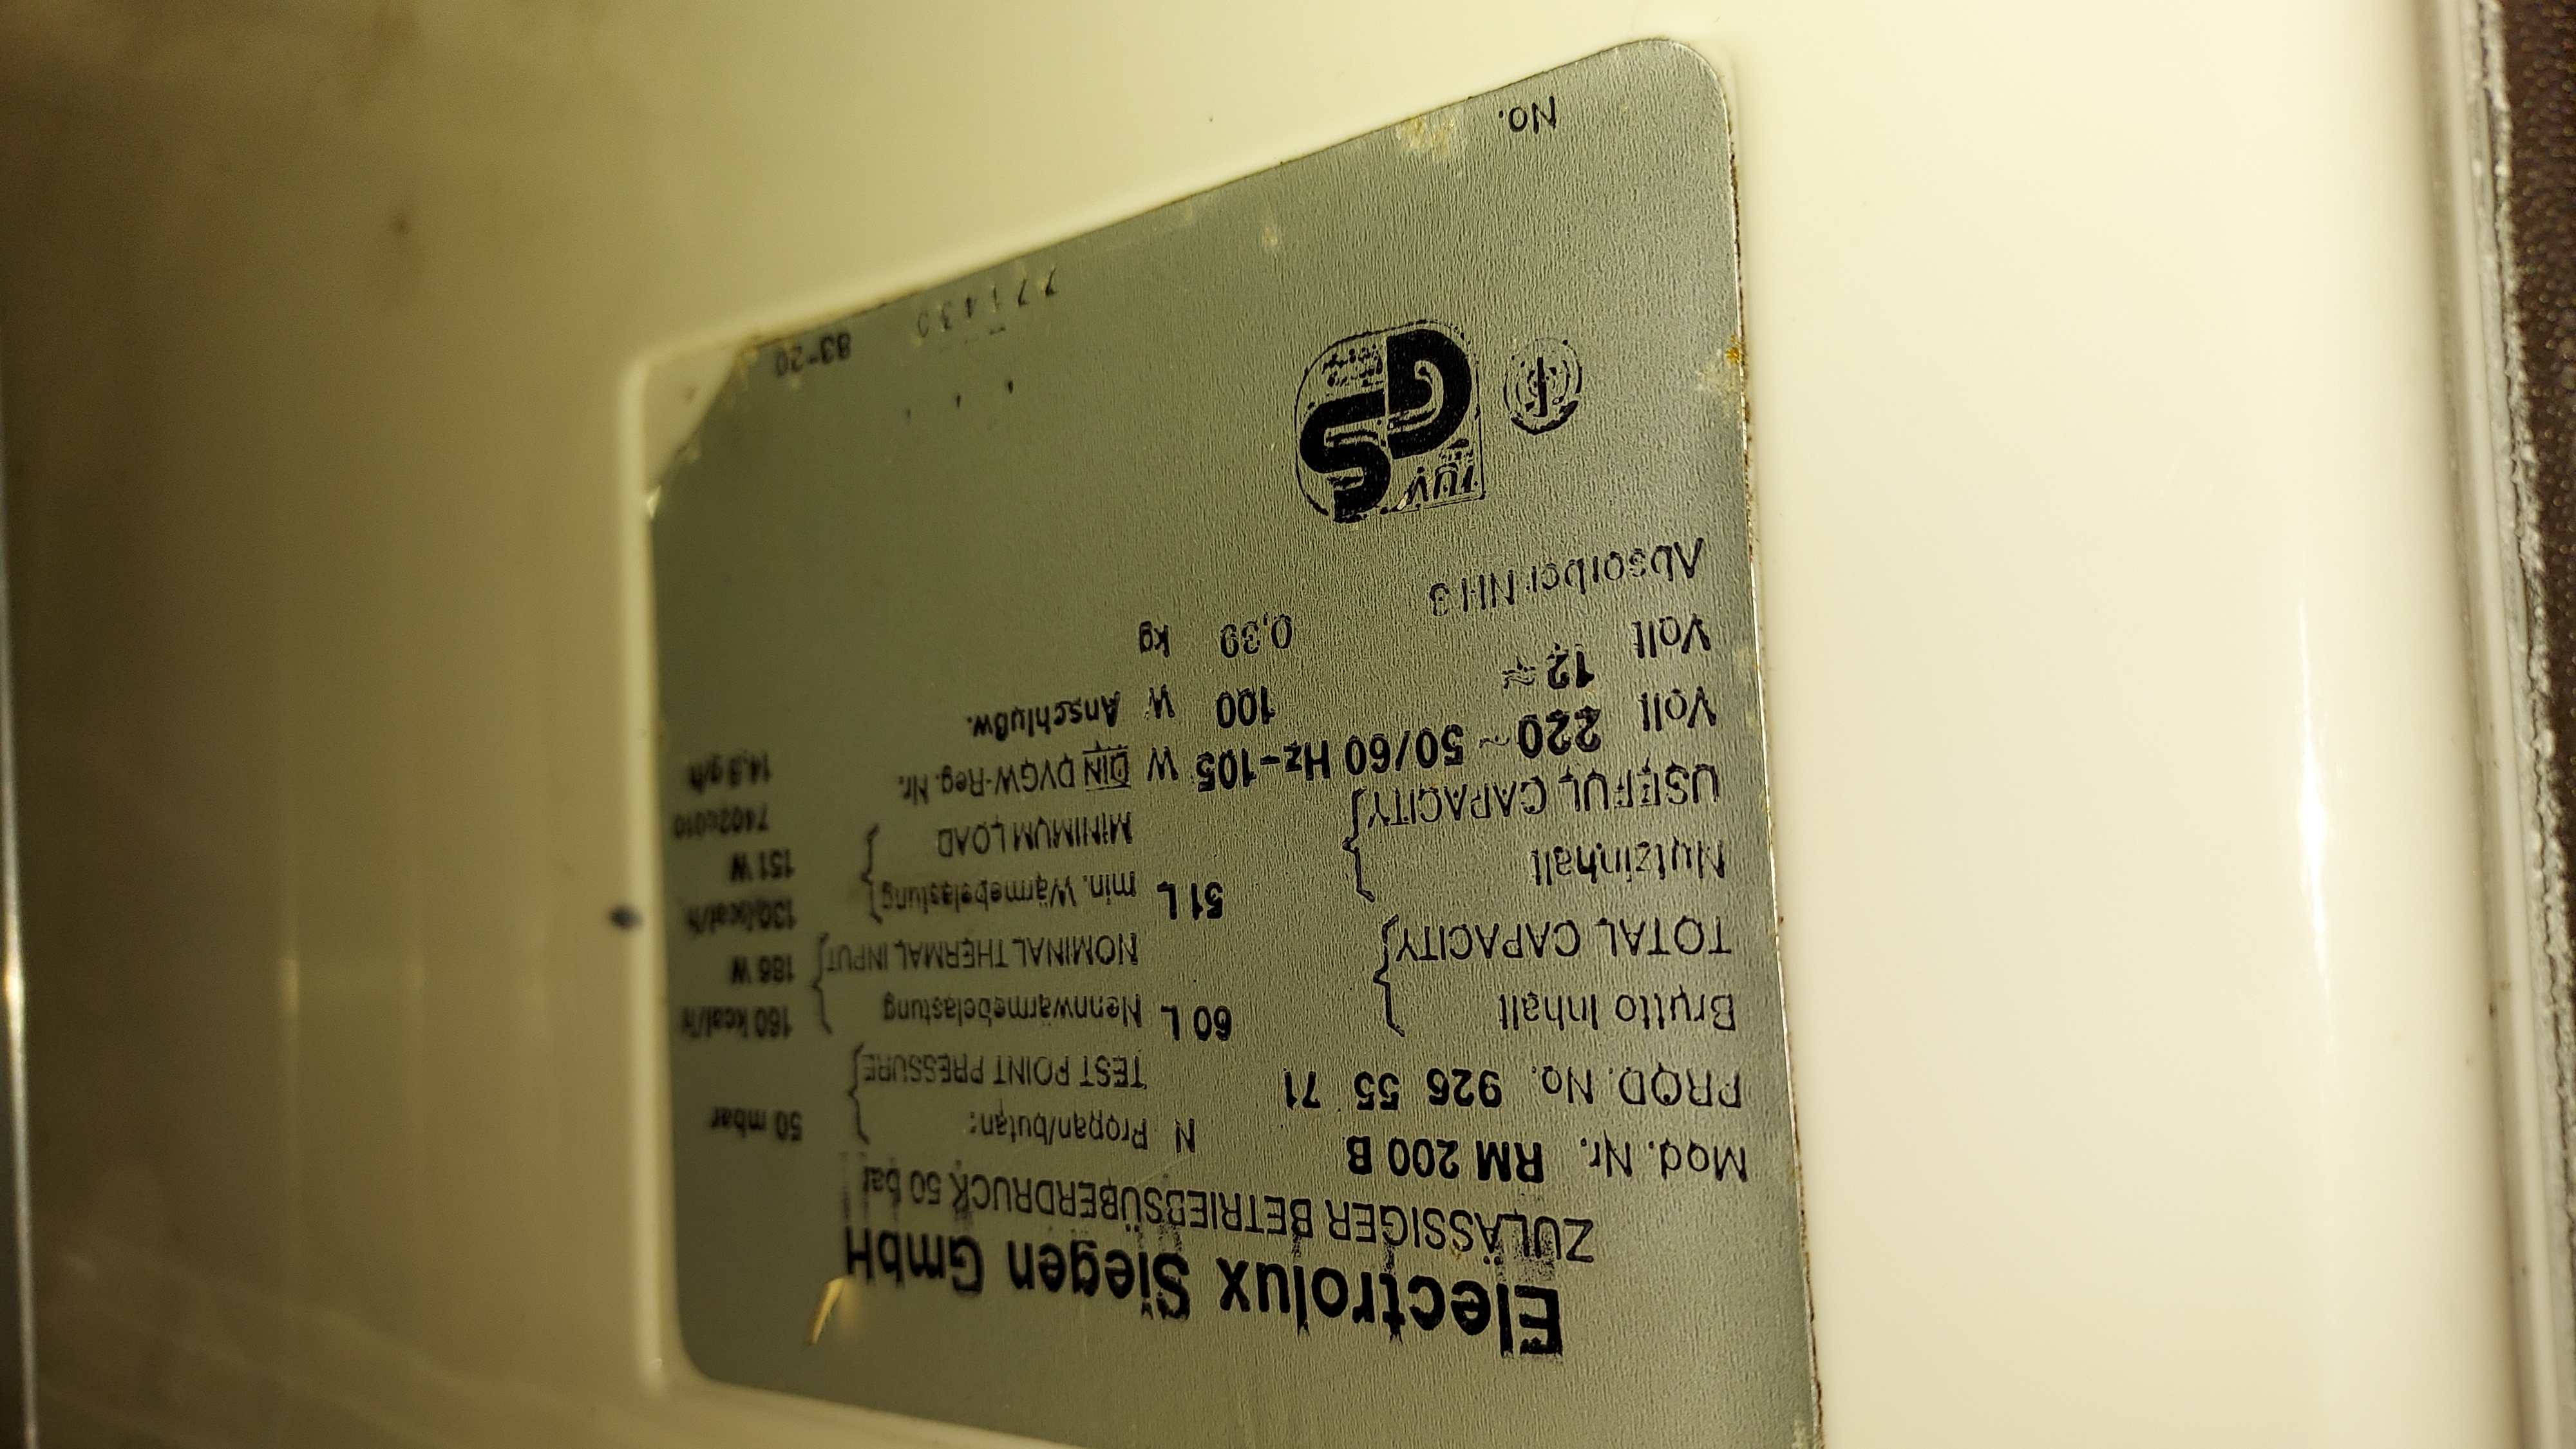 Electrolux Siegen GmbH
ZULÄSSIGER BETRIEBSÜBERDRUCK 50 bar
Mod. Nr. RM 200 B
PROD. No. 926 55 71
Brutto Inhalt
TOTAL CAPACITY
60 L
Nutzinhalt
USEFUL CAPACITY
51 L
Volt 220 ~ 50/60 Hz-105 W
Volt 12 ≂ 100 W
Absorber NH3 0,39 kg
N Propan/butan:
TEST POINT PRESSURE
50 mbar
Nennwärmebelastung
NOMINAL THERMAL INPUT
160 kcal/h
186 W
min. Wärmebelastung
MINIMUM LOAD
130 kcal/h
151 W
DIN DVGW-Reg. Nr.
Anschlußw. 14,3 g/h
TÜV
GS
No. 771430
83-20